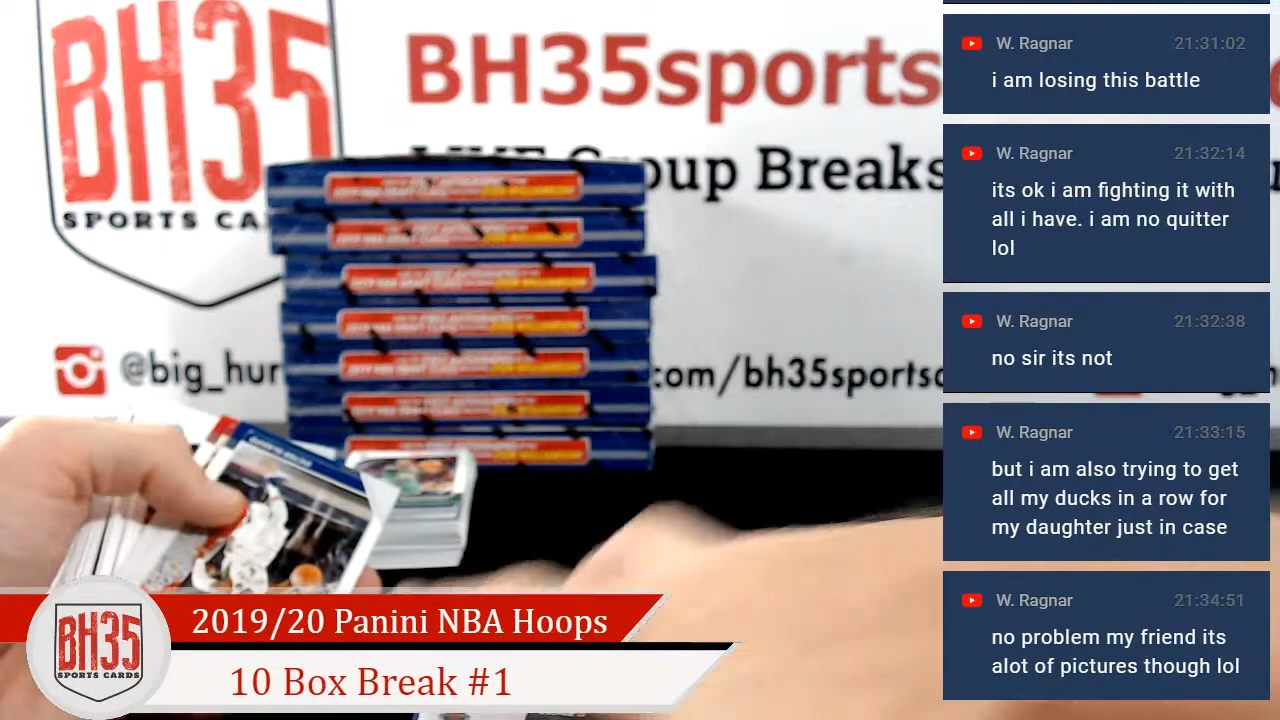 BH35
SPORTS CA
BH35sports
LIVE Group Breaks
@big_hur
com/bh35sportsc
W. Ragnar 21:31:02
i am losing this battle
W. Ragnar 21:32:14
its ok i am fighting it with
all i have. i am no quitter
lol
W. Ragnar 21:32:38
no sir its not
W. Ragnar 21:33:15
but i am also trying to get
all my ducks in a row for
my daughter just in case
W. Ragnar 21:34:51
no problem my friend its
alot of pictures though lol
2019/20 Panini NBA Hoops
10 Box Break #1
BH35
SPORTS CARDS